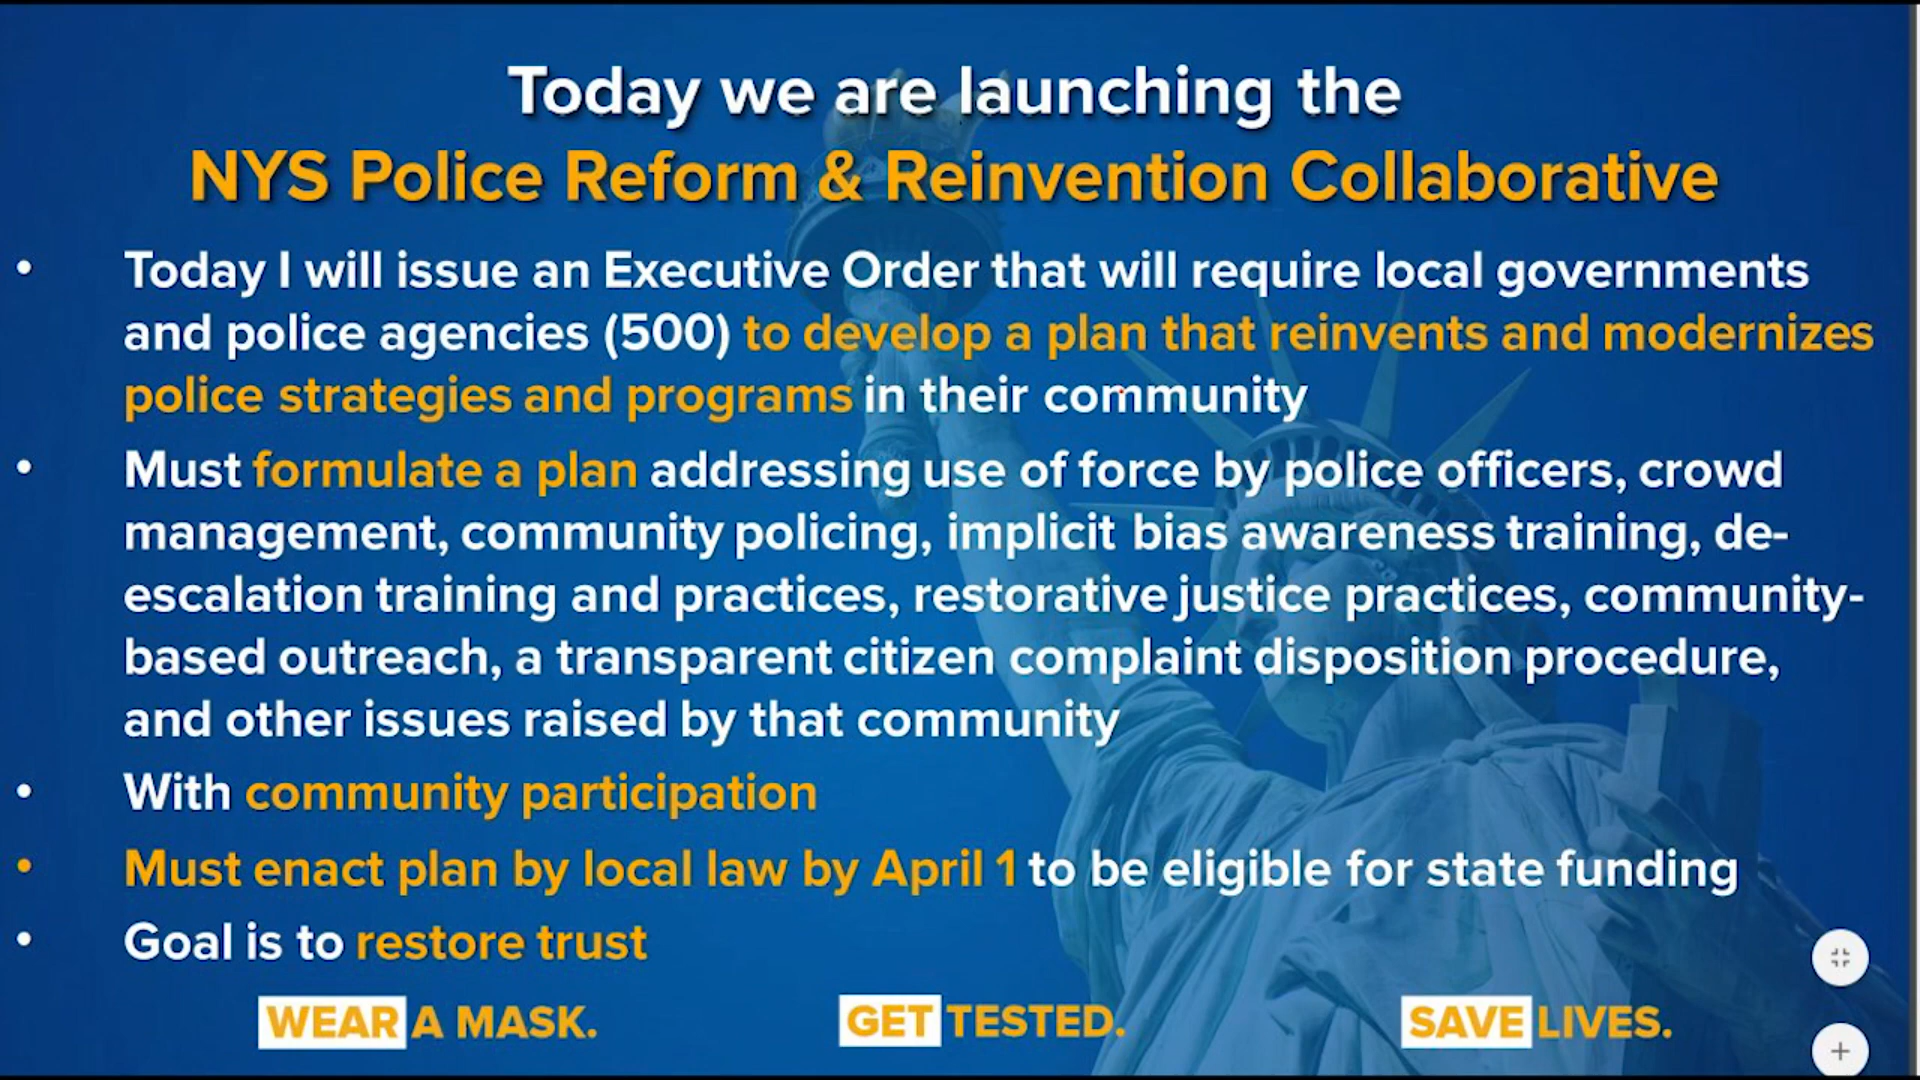 Today we are launching the
NYS Police Reform & Reinvention Collaborative
• Today I will issue an Executive Order that will require local governments
and police agencies (500) to develop a plan that reinvents and modernizes
police strategies and programs in their community
• Must formulate a plan addressing use of force by police officers, crowd
management, community policing, implicit bias awareness training, de-
escalation training and practices, restorative justice practices, community-
based outreach, a transparent citizen complaint disposition procedure,
and other issues raised by that community
• With community participation
• Must enact plan by local law by April 1 to be eligible for state funding
• Goal is to restore trust
WEAR A MASK. GET TESTED. SAVE LIVES.